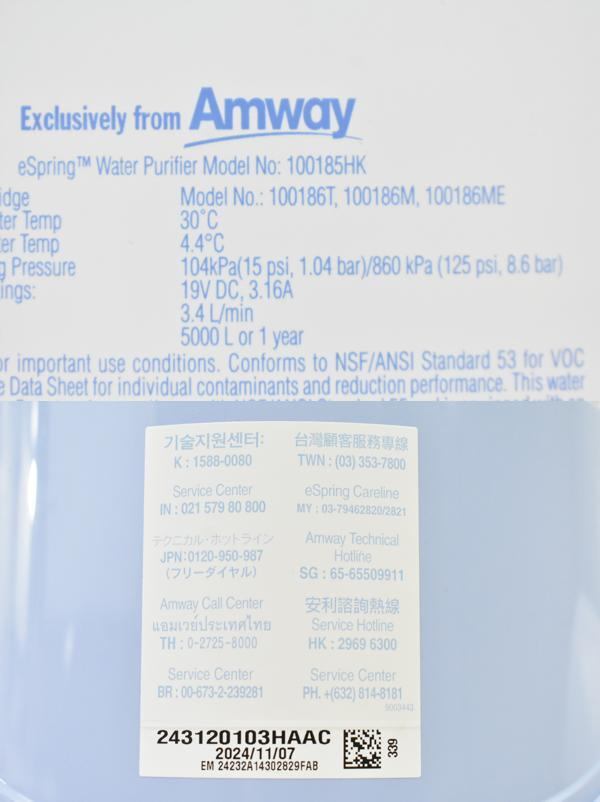 Exclusively from Amway
eSpring™ Water Purifier Model No: 100185HK
Model No.: 100186T, 100186M, 100186ME
Temp 30°C
Temp 4.4°C
Pressure 104kPa(15 psi, 1.04 bar)/860 kPa (125 psi, 8.6 bar)
19V DC, 3.16A
3.4 L/min
5000 L or 1 year
important use conditions. Conforms to NSF/ANSI Standard 53 for VOC
Data Sheet for individual contaminants and reduction performance. This water
기술지원센터:
K : 1588-0080
Service Center
IN : 021 579 80 800
テクニカル・ホットライン
JPN:0120-950-987
(フリーダイヤル)
Amway Call Center
แอมเวย์ประเทศไทย
TH : 0-2725-8000
Service Center
BR : 00-673-2-239281
台灣顧客服務專線
TWN : (03) 353-7800
eSpring Careline
MY : 03-79462820/2821
Amway Technical
Hotline
SG : 65-65509911
安利諮詢熱線
Service Hotline
HK : 2969 6300
Service Center
PH. +(632) 814-8181
9003443
243120103HAAC
2024/11/07
EM 24232A14302829FAB
339